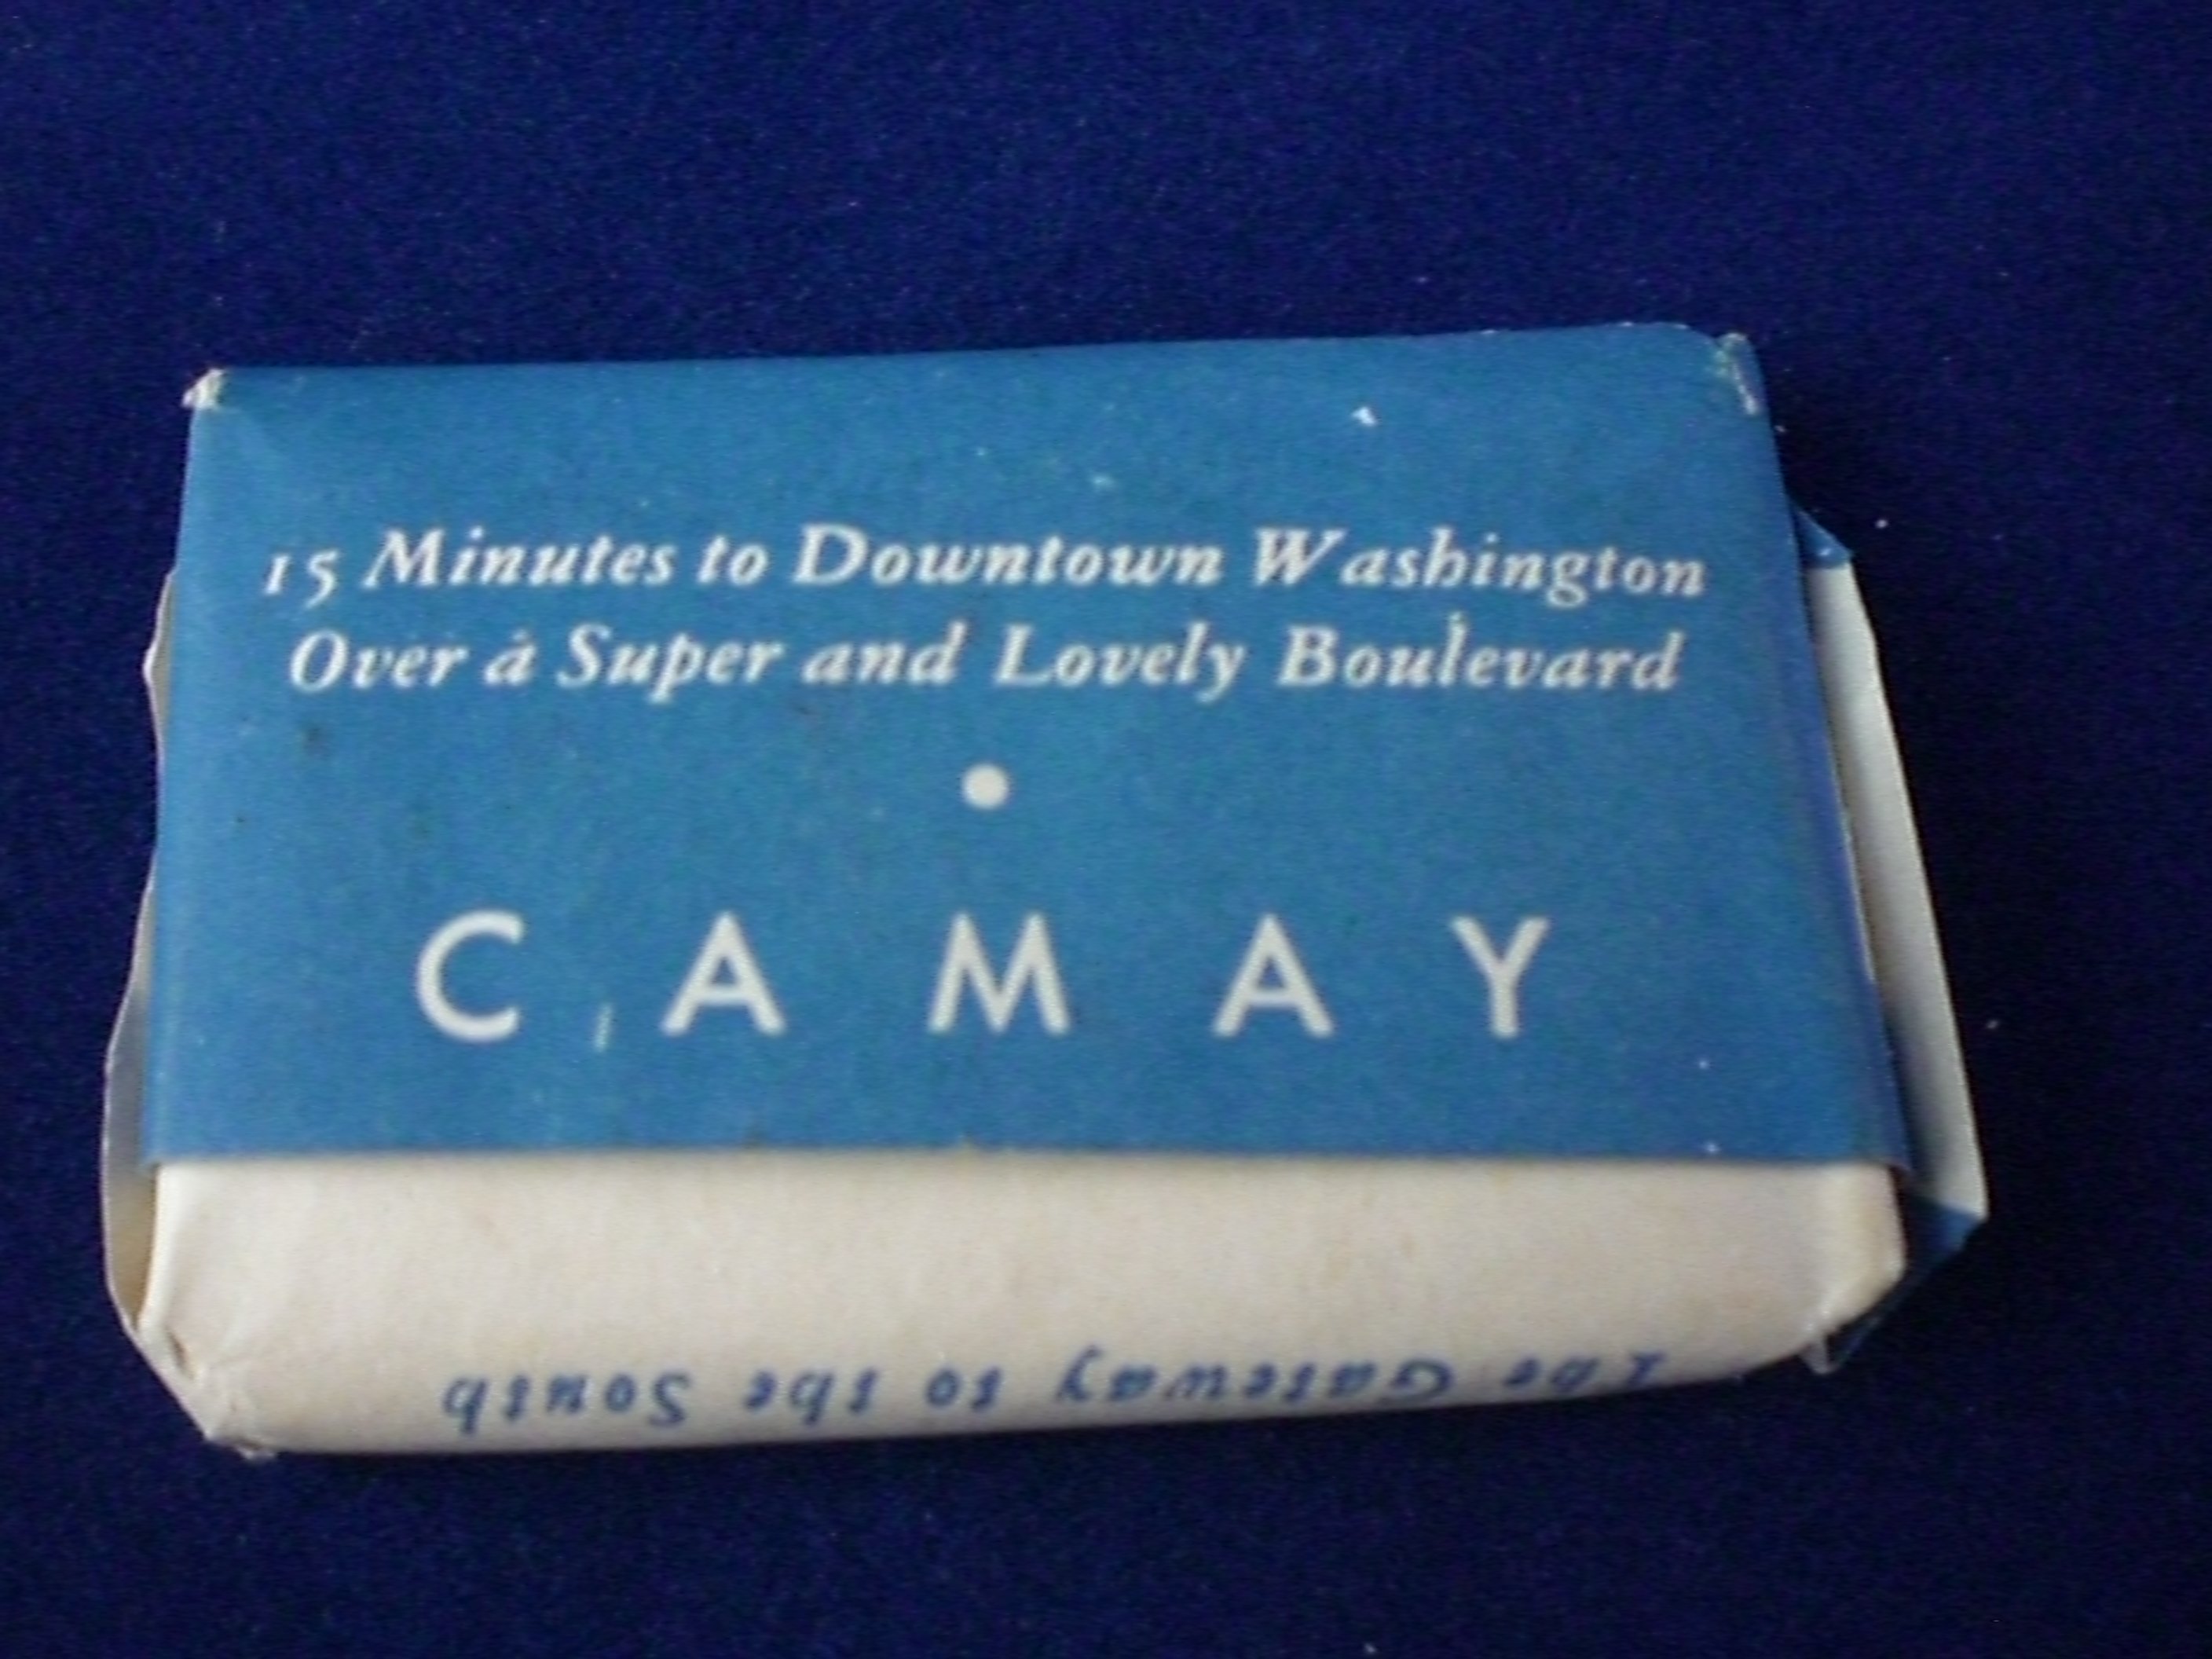 15 Minutes to Downtown Washington
Over a Super and Lovely Boulevard
CAMAY
The Gateway to the South